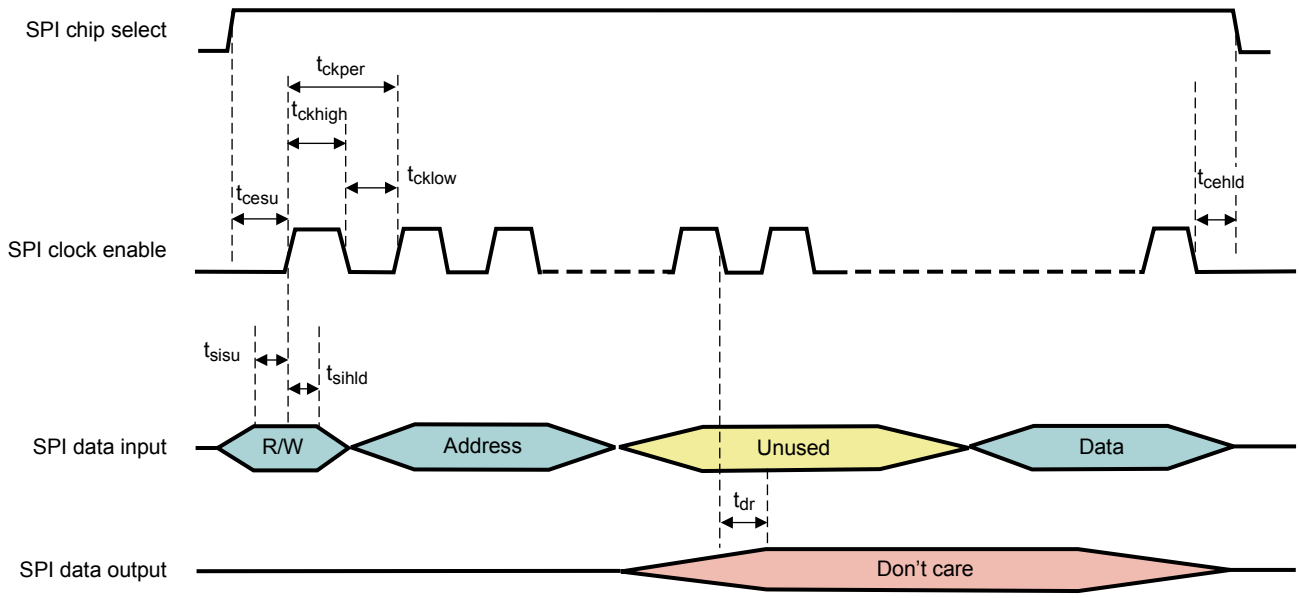 SPI chip select
tckper
tckhigh
tcklow
tcesu
tcehld
SPI clock enable
tsisu
tsihld
SPI data input
R/W
Address
Unused
Data
tdr
SPI data output
Don't care